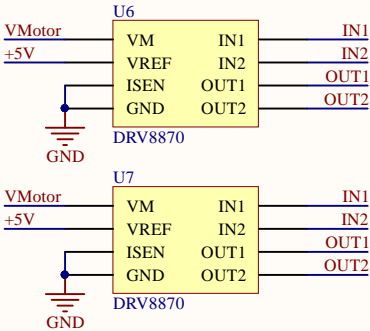 U6
VMotor VM IN1 IN1
+5V VREF IN2 IN2
ISEN OUT1 OUT1
GND OUT2 OUT2
GND DRV8870
U7
VMotor VM IN1 IN1
+5V VREF IN2 IN2
ISEN OUT1 OUT1
GND OUT2 OUT2
GND DRV8870